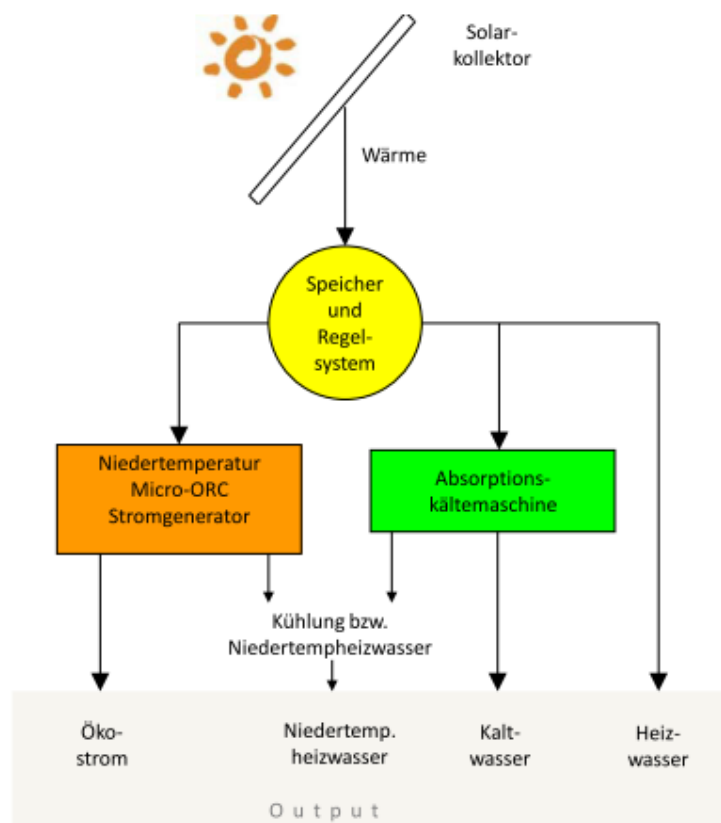 Solar-
kollektor
Wärme
Speicher
und
Regel-
system
Niedertemperatur
Micro-ORC
Stromgenerator
Absorptions-
kältemaschine
Kühlung bzw.
Niedertempheizwasser
Öko-
strom
Niedertemp.
heizwasser
Kalt-
wasser
Heiz-
wasser
Output